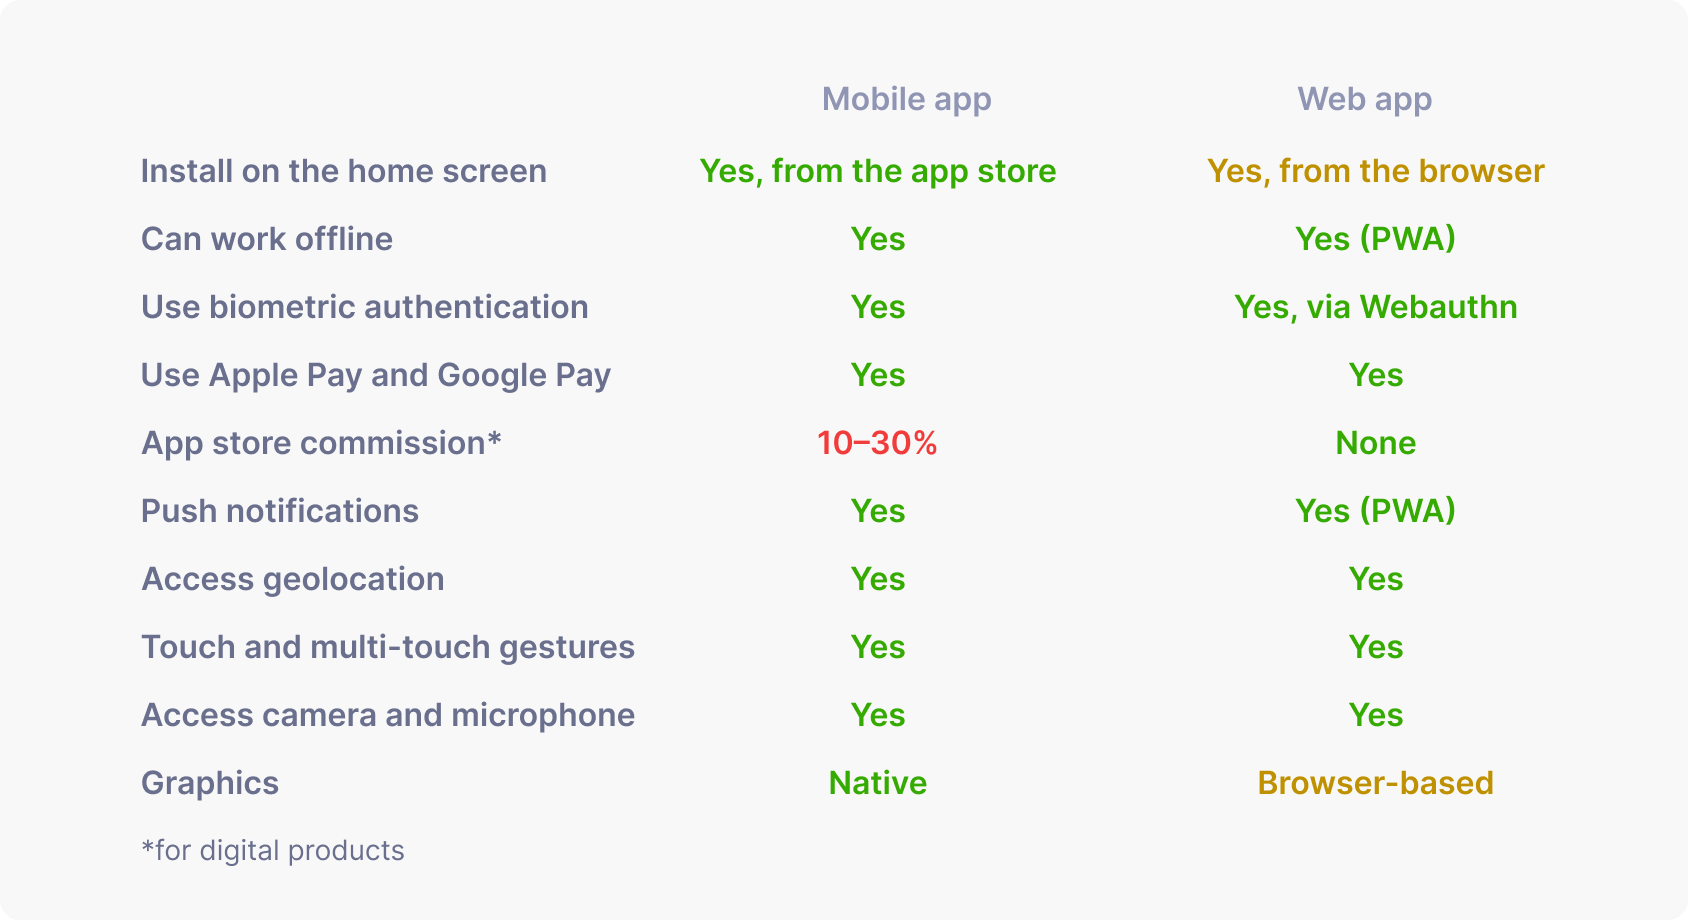 Mobile app Web app
Install on the home screen Yes, from the app store Yes, from the browser
Can work offline Yes Yes (PWA)
Use biometric authentication Yes Yes, via Webauthn
Use Apple Pay and Google Pay Yes Yes
App store commission* 10–30% None
Push notifications Yes Yes (PWA)
Access geolocation Yes Yes
Touch and multi-touch gestures Yes Yes
Access camera and microphone Yes Yes
Graphics Native Browser-based
*for digital products